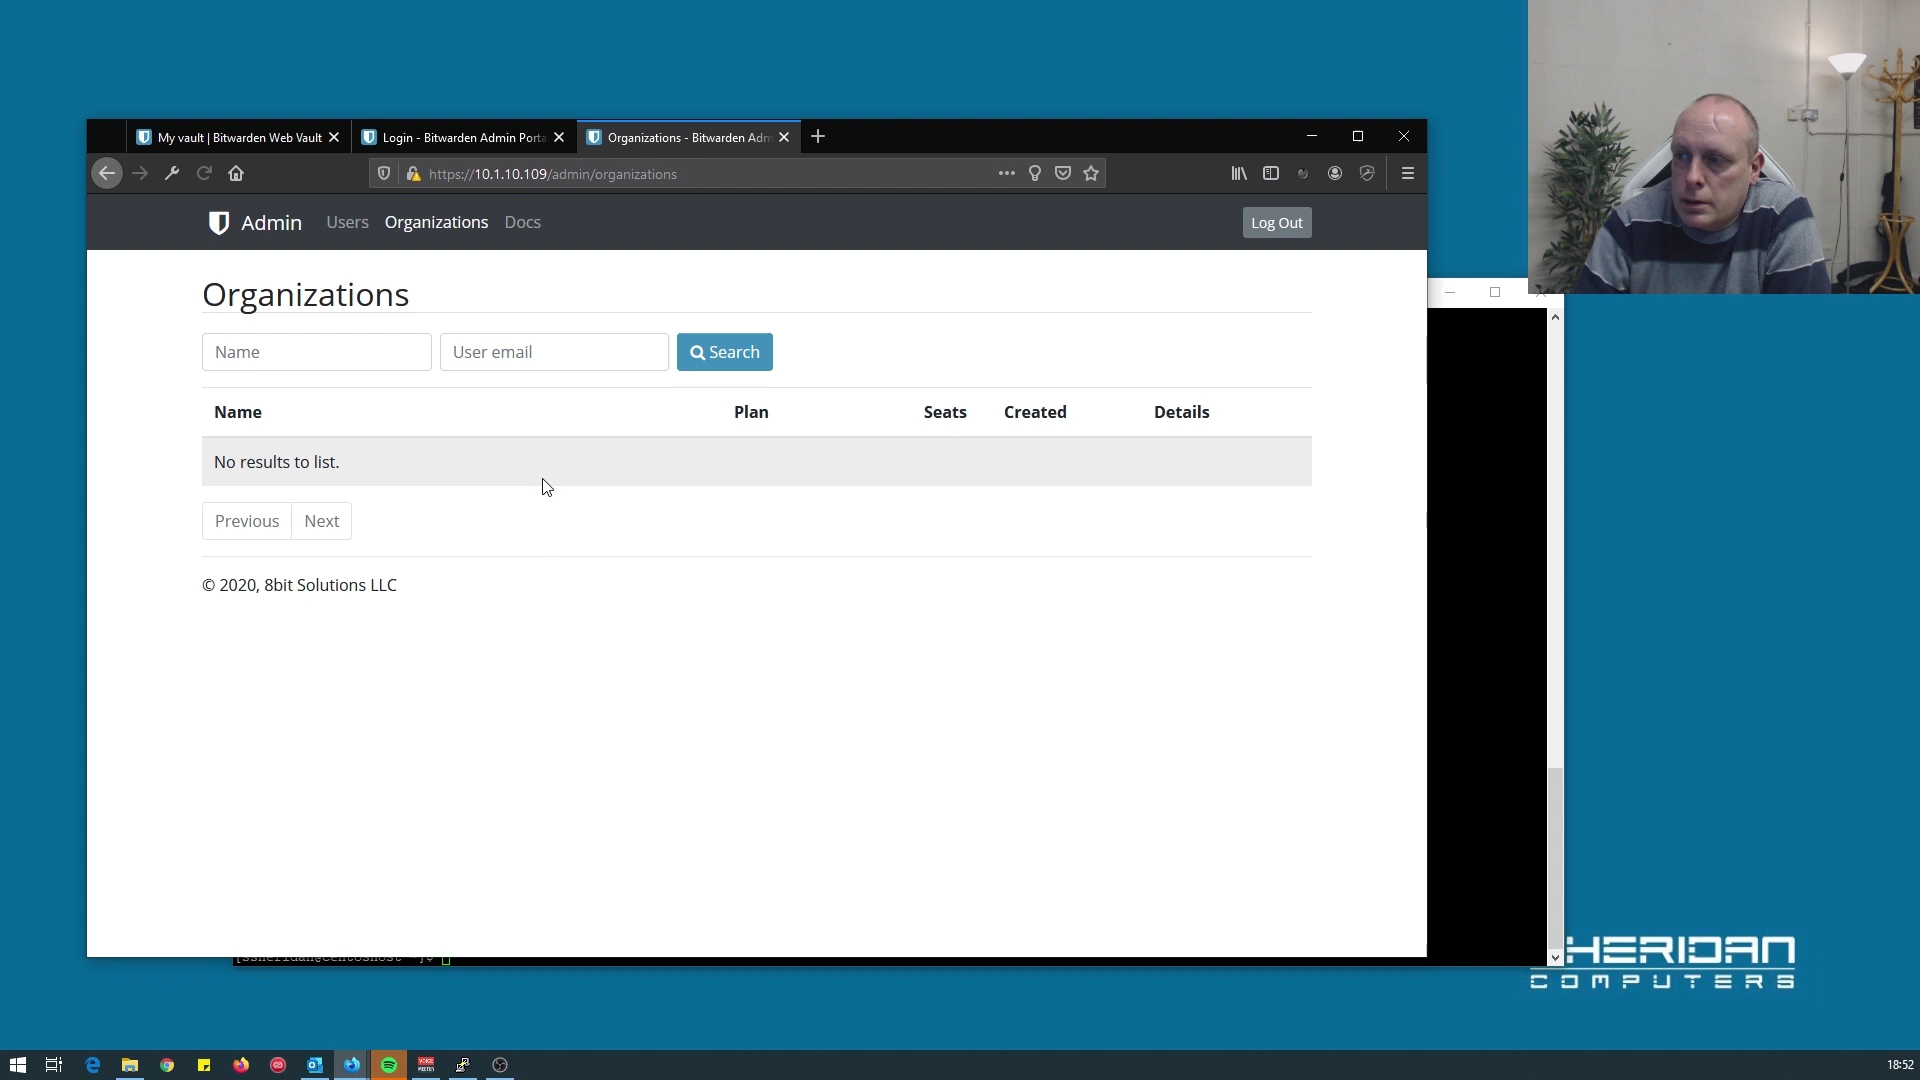 My vault | Bitwarden Web Vault
Login - Bitwarden Admin Porta
Organizations - Bitwarden Adm
https://10.1.10.109/admin/organizations
Admin
Users
Organizations
Docs
Log Out
Organizations
Name
User email
Search
Name
Plan
Seats
Created
Details
No results to list.
Previous
Next
© 2020, 8bit Solutions LLC
HERIDAN
COMPUTERS
18:52